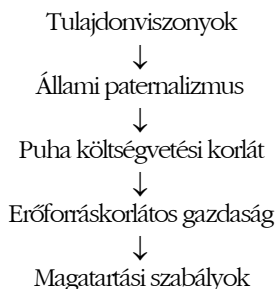 Tulajdonviszonyok
↓
Állami paternalizmus
↓
Puha költségvetési korlát
↓
Erőforráskorlátos gazdaság
↓
Magatartási szabályok